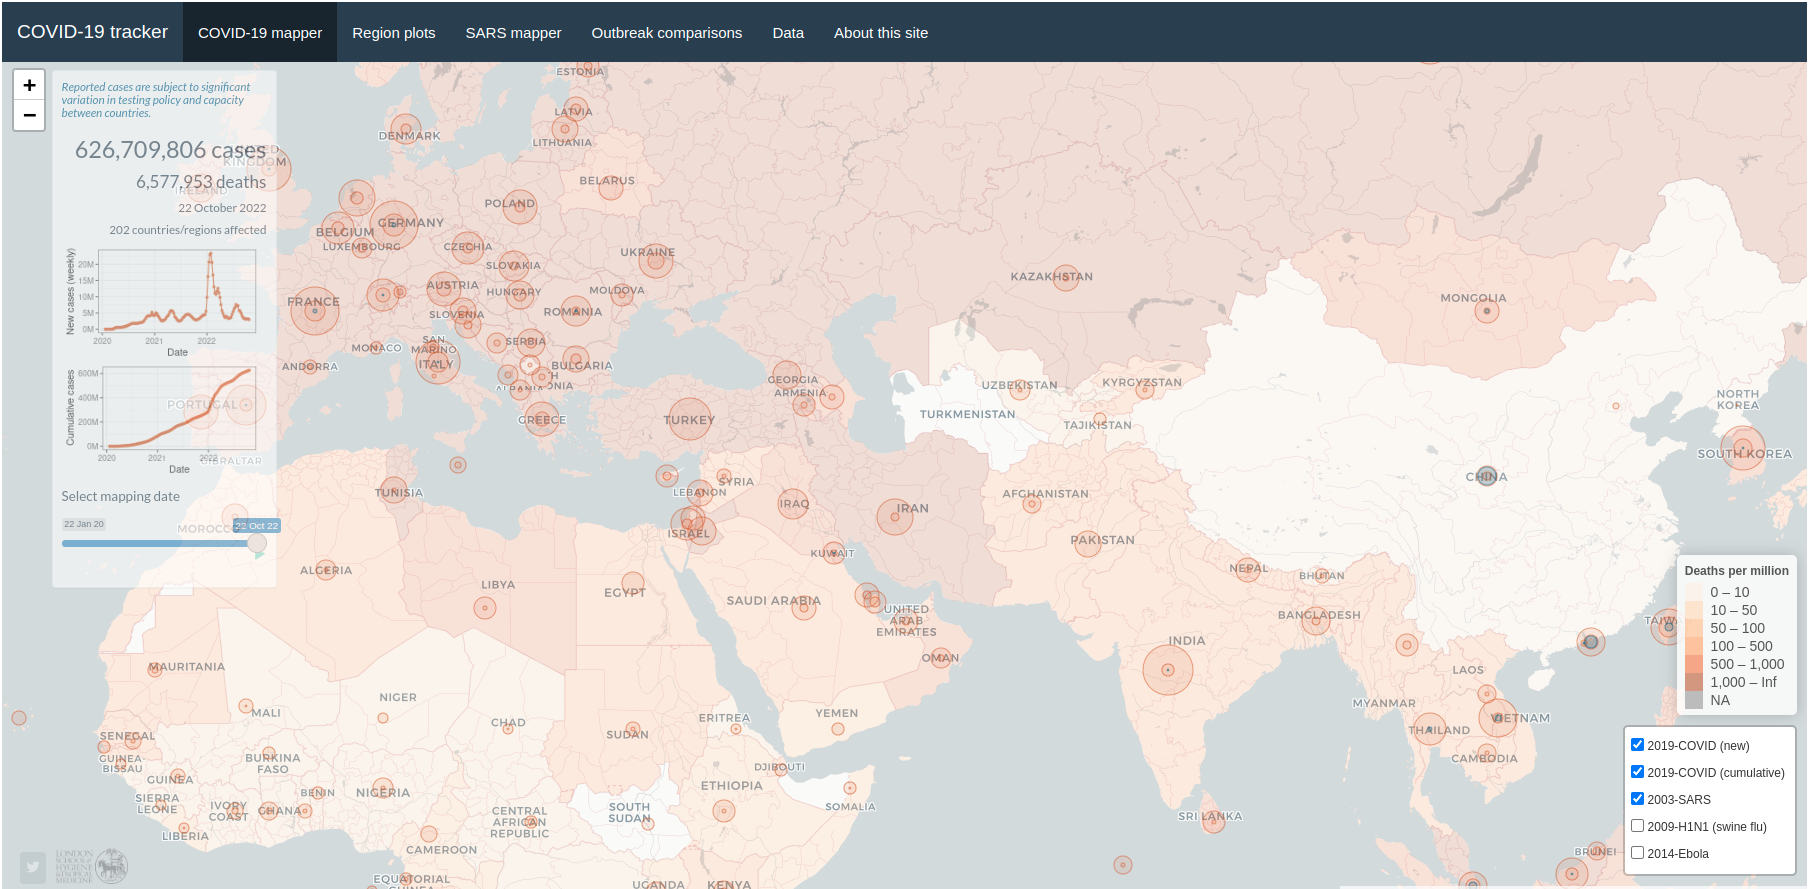 COVID-19 tracker
COVID-19 mapper
Region plots
SARS mapper
Outbreak comparisons
Data
About this site
+
−
Reported cases are subject to significant
variation in testing policy and capacity
between countries.
626,709,806 cases
6,577,953 deaths
22 October 2022
202 countries/regions affected
New cases (weekly)
20M
15M
10M
5M
0M
2020
2021
2022
Date
Cumulative cases
600M
400M
200M
0M
2020
2021
2022
Date
Select mapping date
22 Jan 20
22 Oct 22
UNITED
KINGDOM
IRELAND
PORTUGAL
GIBRALTAR
MOROCCO
ESTONIA
LATVIA
LITHUANIA
DENMARK
BELARUS
POLAND
GERMANY
BELGIUM
LUXEMBOURG
CZECHIA
UKRAINE
SLOVAKIA
AUSTRIA
HUNGARY
MOLDOVA
FRANCE
SLOVENIA
ROMANIA
SAN
MARINO
MONACO
SERBIA
ITALY
ANDORRA
BULGARIA
ALBANIA
GREECE
GEORGIA
ARMENIA
TURKEY
KAZAKHSTAN
MONGOLIA
UZBEKISTAN
KYRGYZSTAN
TURKMENISTAN
TAJIKISTAN
NORTH
KOREA
SOUTH KOREA
CHINA
TUNISIA
SYRIA
LEBANON
IRAQ
IRAN
ISRAEL
KUWAIT
AFGHANISTAN
PAKISTAN
NEPAL
BHUTAN
BANGLADESH
INDIA
ALGERIA
LIBYA
EGYPT
SAUDI ARABIA
UNITED
ARAB
EMIRATES
OMAN
MAURITANIA
MALI
NIGER
CHAD
SUDAN
ERITREA
YEMEN
LAOS
MYANMAR
THAILAND
VIETNAM
CAMBODIA
SENEGAL
GUINEA-
BISSAU
GUINEA
BURKINA
FASO
BENIN
NIGERIA
SIERRA
LEONE
IVORY
COAST
GHANA
LIBERIA
CENTRAL
AFRICAN
REPUBLIC
CAMEROON
EQUATORIAL
GUINEA
SOUTH
SUDAN
ETHIOPIA
DJIBOUTI
SOMALIA
UGANDA
KENYA
SRI LANKA
BRUNEI
Deaths per million
0 – 10
10 – 50
50 – 100
100 – 500
500 – 1,000
1,000 – Inf
NA
2019-COVID (new)
2019-COVID (cumulative)
2003-SARS
2009-H1N1 (swine flu)
2014-Ebola
LONDON
SCHOOL of
HYGIENE
& TROPICAL
MEDICINE